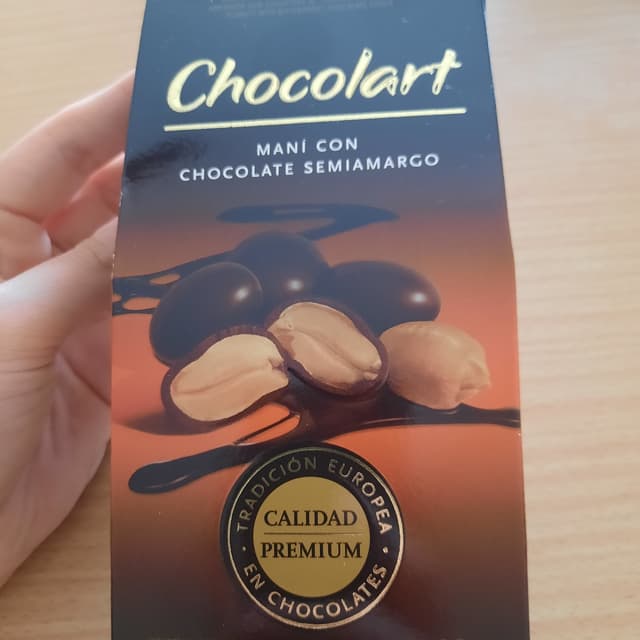 Chocolart
MANÍ CON
CHOCOLATE SEMIAMARGO
TRADICIÓN EUROPEA
CALIDAD
PREMIUM
EN CHOCOLATES